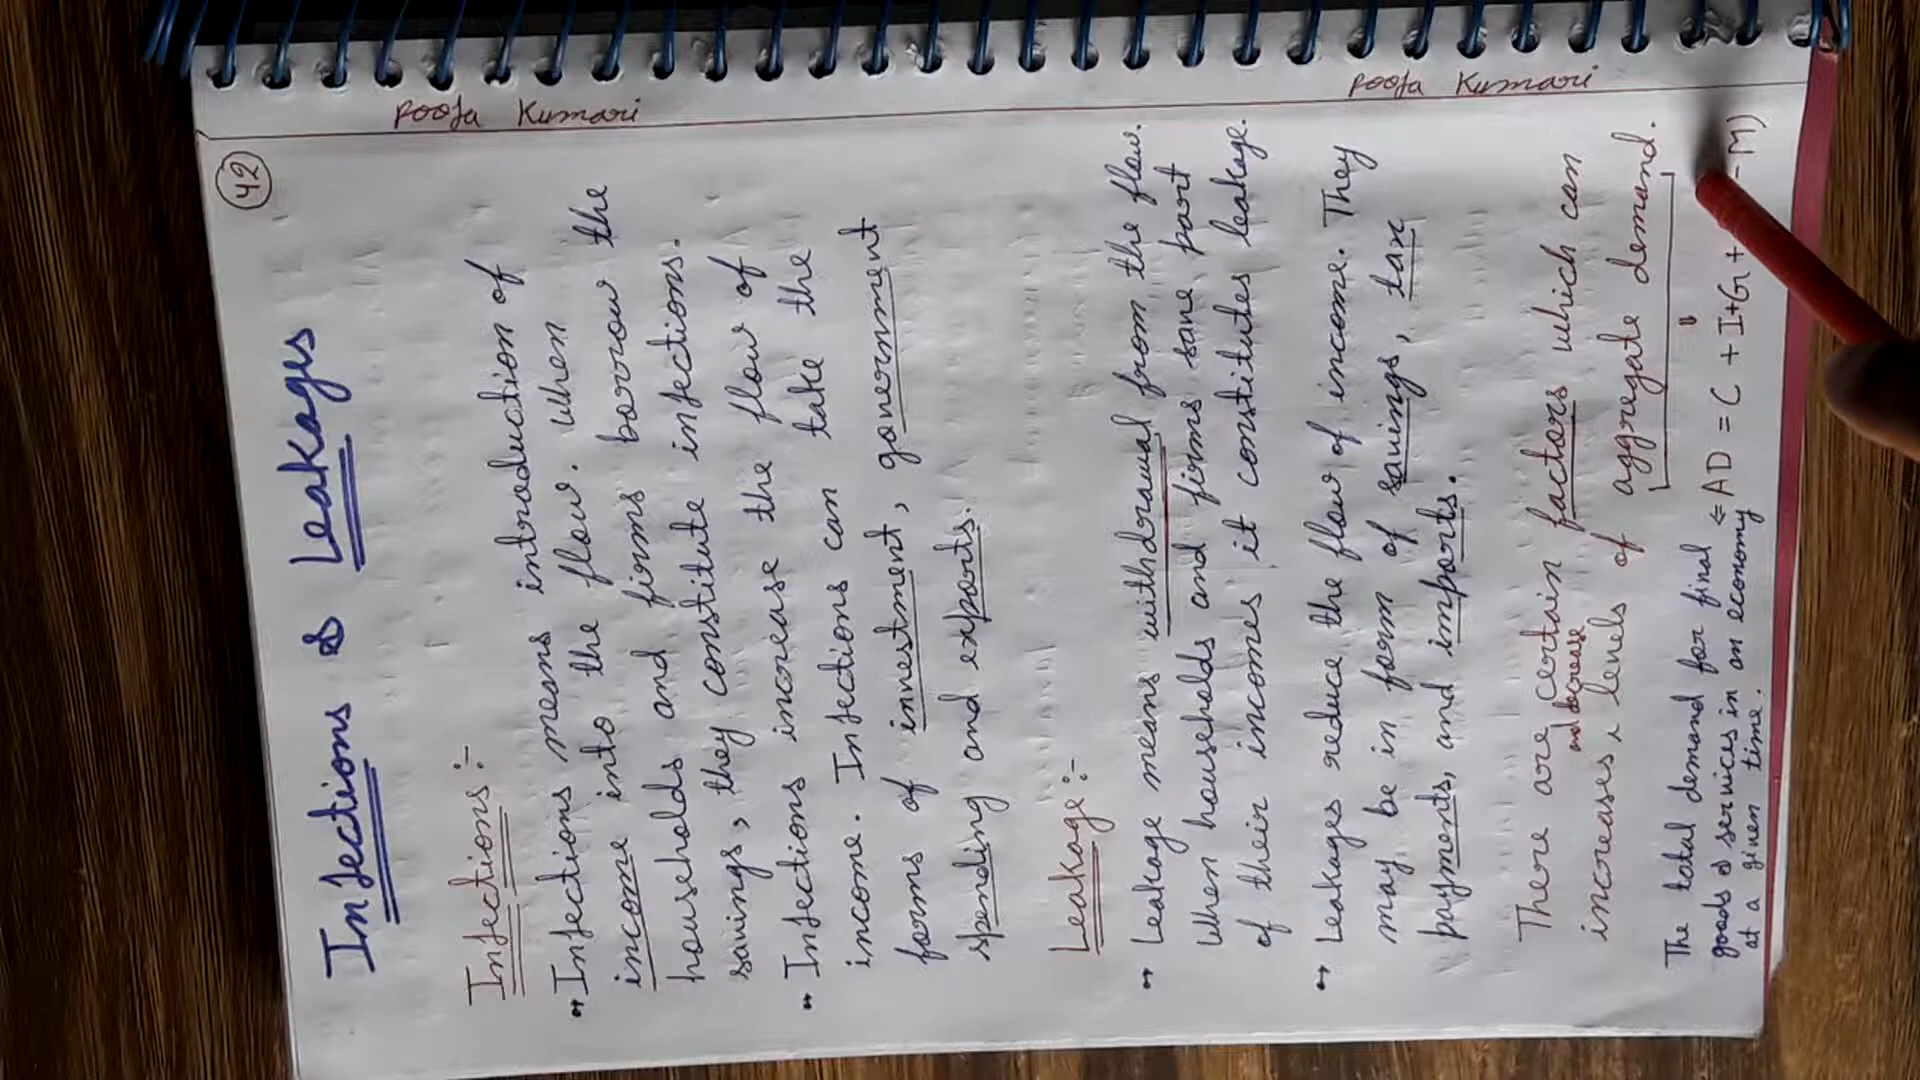 Pooja Kumari
Pooja Kumari
42
Injections & Leakages
Injections :-
Injections means introduction of
income into the flow. When
households and firms borrow the
savings, they constitute injections.
Injections increase the flow of
income. Injections can take the
forms of investment, government
spending and exports.
Leakage :-
Leakage means withdrawal from the flow.
When households and firms save part
of their incomes it constitutes leakage.
Leakages reduce the flow of income. They
may be in form of savings, tax
payments, and imports.
There are certain factors which can
and decrease
increases levels of aggregate demand.
The total demand for final ⇐ AD = C + I + G + - M)
goods & services in an economy
at a given time.